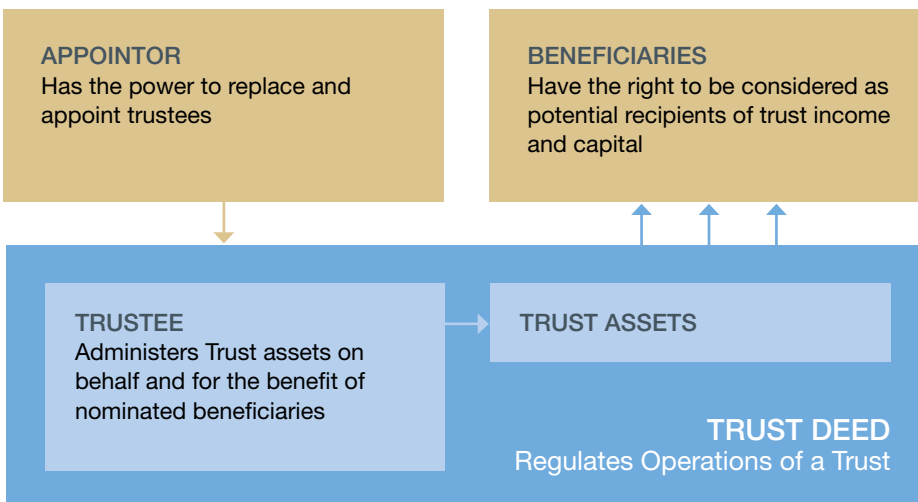 APPOINTOR
Has the power to replace and
appoint trustees
BENEFICIARIES
Have the right to be considered as
potential recipients of trust income
and capital
TRUSTEE
Administers Trust assets on
behalf and for the benefit of
nominated beneficiaries
TRUST ASSETS
TRUST DEED
Regulates Operations of a Trust